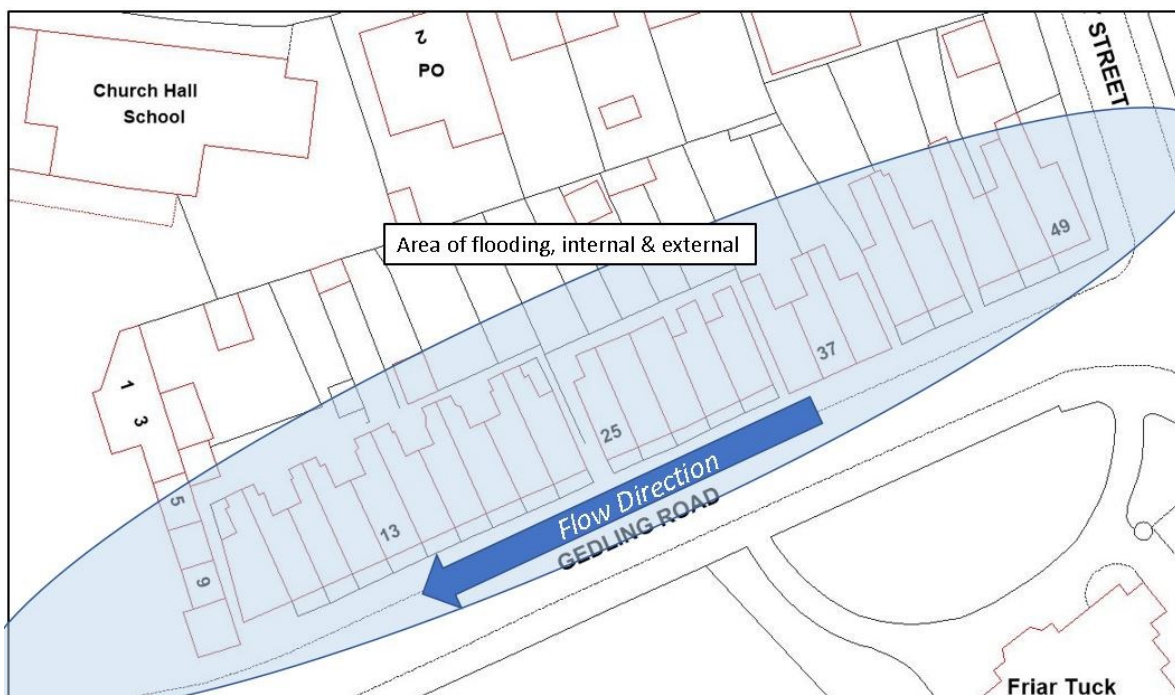 2
PO
STREET
Church Hall
School
Area of flooding, internal & external
49
37
1
3
25
5
13
9
Flow Direction
GEDLING ROAD
Friar Tuck